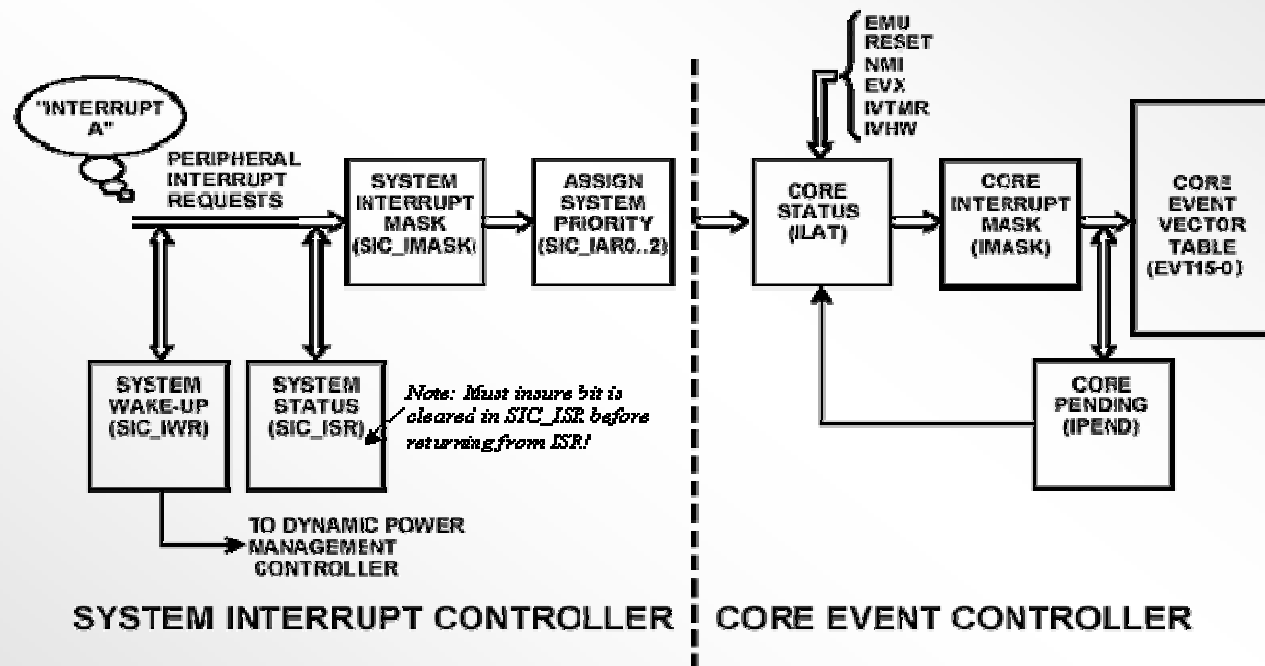 "INTERRUPT
A"
PERIPHERAL
INTERRUPT
REQUESTS
SYSTEM
INTERRUPT
MASK
(SIC_IMASK)
ASSIGN
SYSTEM
PRIORITY
(SIC_IAR0..2)
EMU
RESET
NMI
EVX
IVTMR
IVHW
CORE
STATUS
(ILAT)
CORE
INTERRUPT
MASK
(IMASK)
CORE
EVENT
VECTOR
TABLE
(EVT15-0)
SYSTEM
WAKE-UP
(SIC_IWR)
SYSTEM
STATUS
(SIC_ISR)
Note: Must insure bit is
cleared in SIC_ISR before
returning from ISR!
CORE
PENDING
(IPEND)
TO DYNAMIC POWER
MANAGEMENT
CONTROLLER
SYSTEM INTERRUPT CONTROLLER
CORE EVENT CONTROLLER